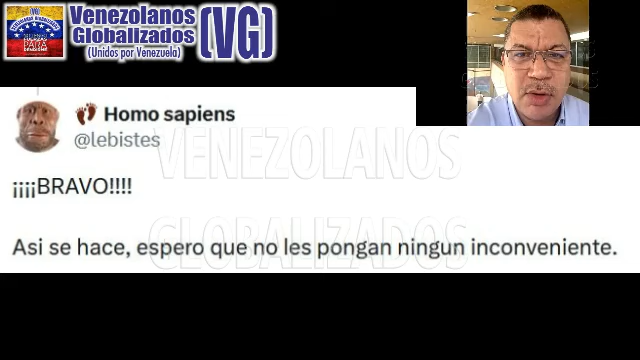 Venezolanos
Globalizados
(Unidos por Venezuela)
(VG)
Homo sapiens
@lebistes
¡¡¡¡BRAVO!!!!
Asi se hace, espero que no les pongan ningun inconveniente.
VENEZOLANOS
GLOBALIZADOS